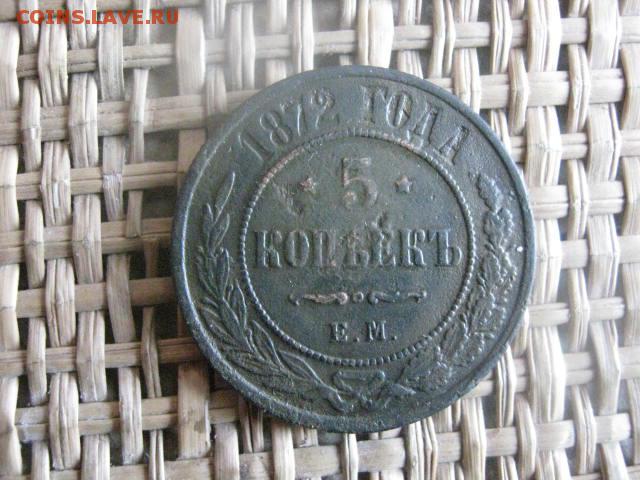 COINS.LAVE.RU
1872 ГОДА
5
КОПѢЕКЪ
Е.М.